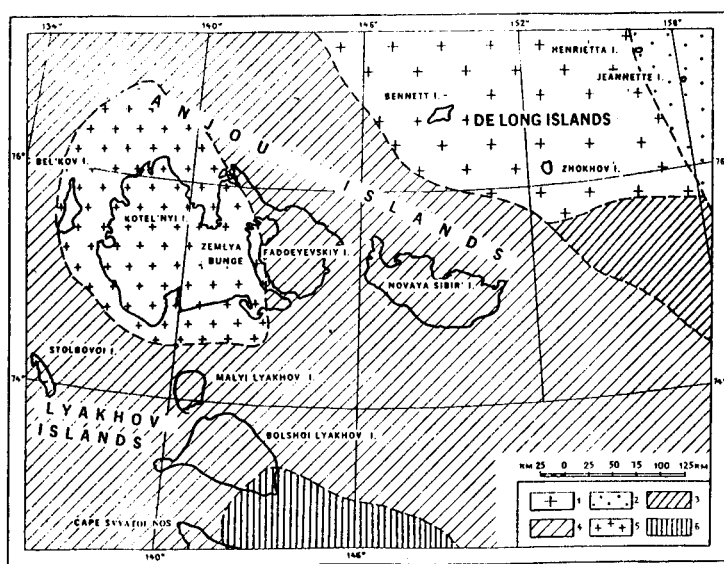 134° 140° 146° 152° 158°
HENRIETTA I.
JEANNETTE I.
BENNETT I.
DE LONG ISLANDS
ANJOU ISLANDS
76° 76°
BEL'KOV I.
ZHOKHOV I.
KOTEL'NYI I.
ZEMLYA
BUNGE
FADDEYEVSKIY I.
NOVAYA SIBIR' I.
STOLBOVOI I.
74° 74°
MALYI LYAKHOV I.
LYAKHOV
ISLANDS
BOLSHOI LYAKHOV I.
KM 25 0 25 50 75 100 125KM
1 2 3
4 5 6
CAPE SVYATOI NOS
140° 146°